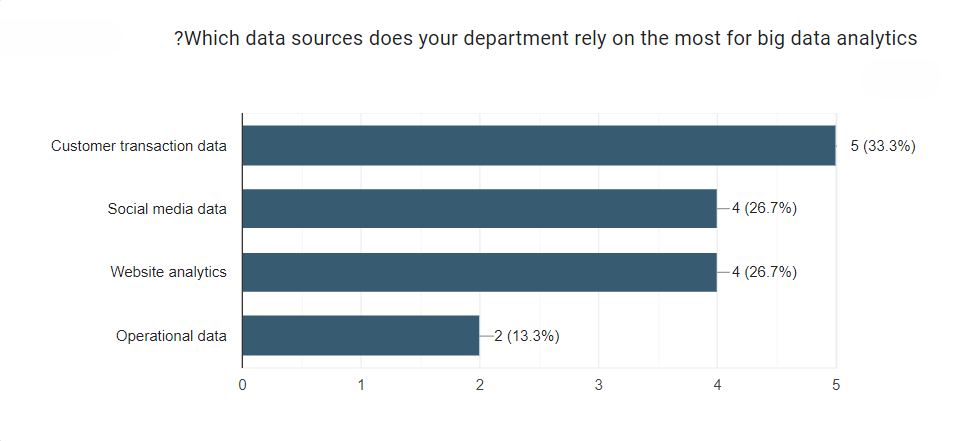 ?Which data sources does your department rely on the most for big data analytics
Customer transaction data 5 (33.3%)
Social media data 4 (26.7%)
Website analytics 4 (26.7%)
Operational data 2 (13.3%)
0 1 2 3 4 5